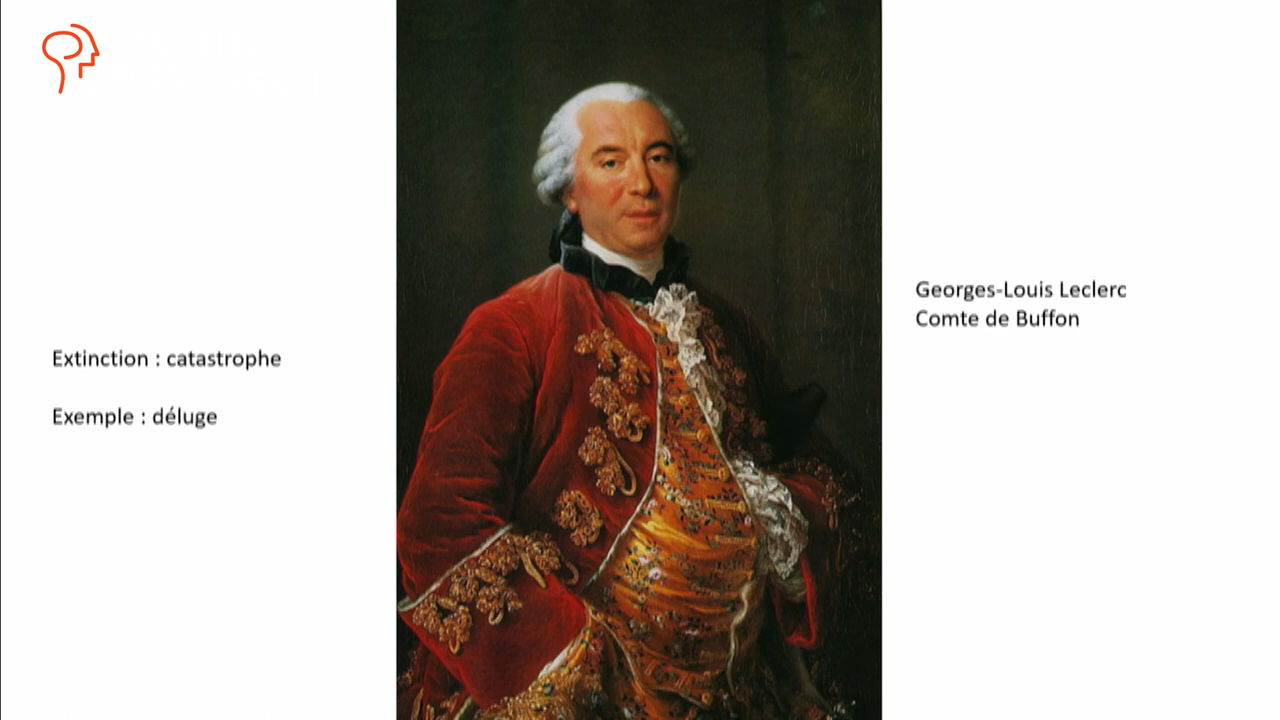 Extinction : catastrophe
Exemple : déluge
Georges-Louis Leclerc
Comte de Buffon